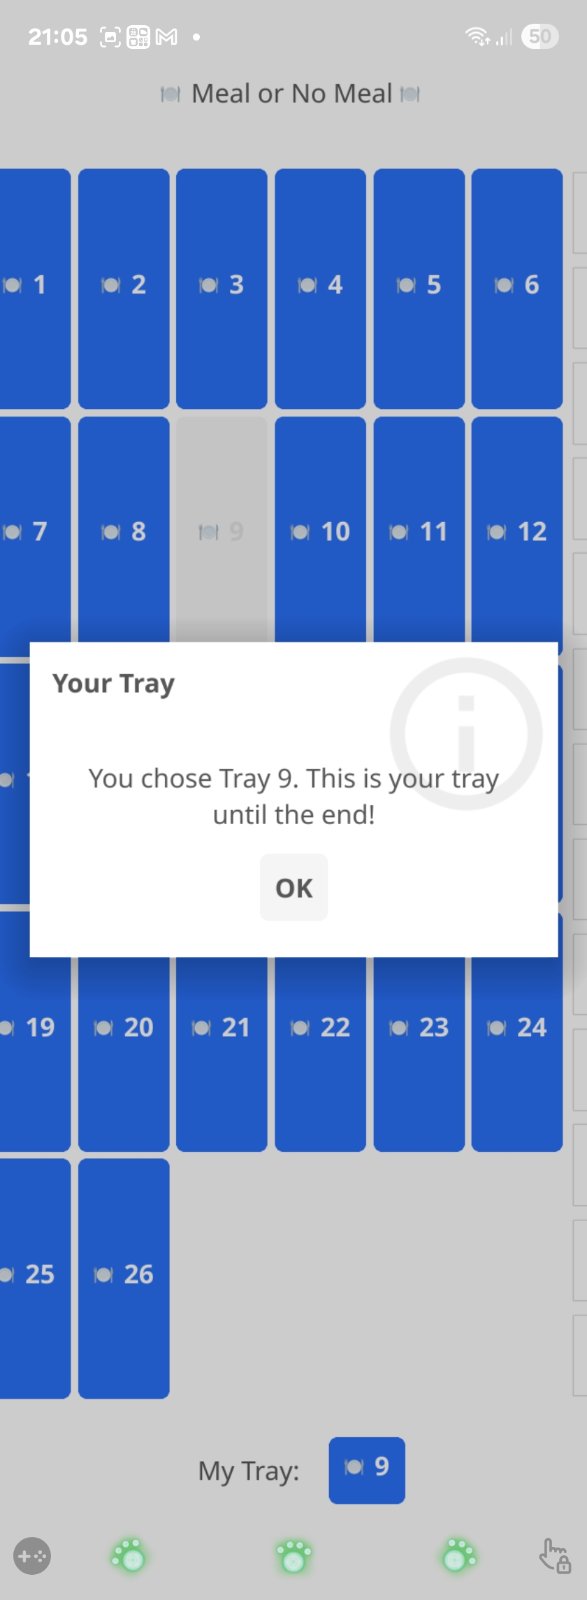 21:05
50
Meal or No Meal
1 2 3 4 5 6
7 8 9 10 11 12
Your Tray
You chose Tray 9. This is your tray
until the end!
OK
19 20 21 22 23 24
25 26
My Tray: 9